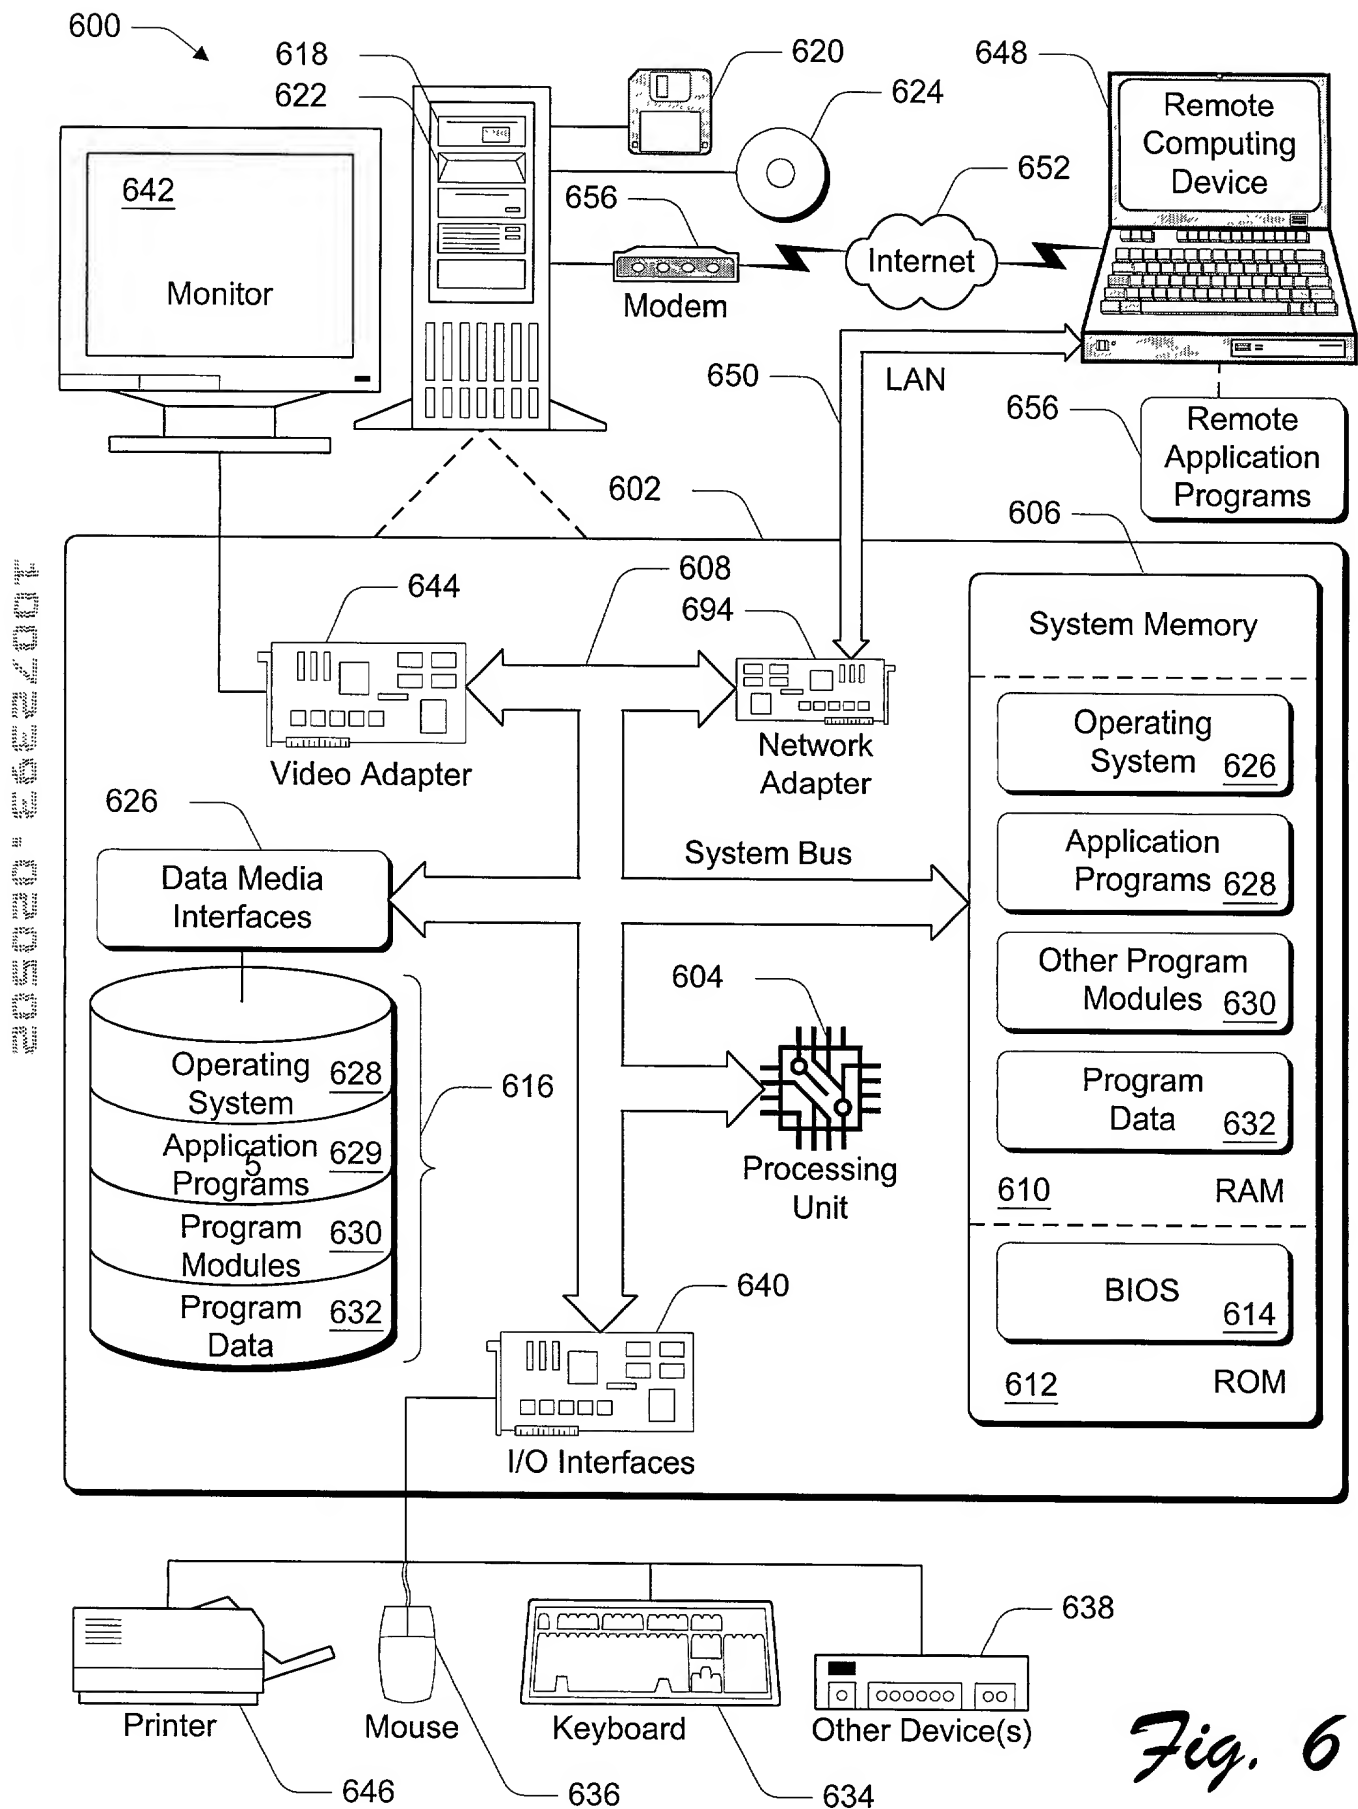 600
618
622
620
624
648
Remote
Computing
Device
642
Monitor
656
Modem
652
Internet
650
LAN
656
Remote
Application
Programs
602
606
608
644
694
Video Adapter
Network
Adapter
System Memory
Operating
System 626
Application
Programs 628
Other Program
Modules 630
Program
Data 632
610 RAM
BIOS 614
612 ROM
626
Data Media
Interfaces
System Bus
604
Processing
Unit
Operating
System 628
Application
5
Programs 629
Program
Modules 630
Program
Data 632
616
640
I/O Interfaces
Printer
646
Mouse
636
Keyboard
634
638
Other Device(s)
Fig. 6
10072393.020502